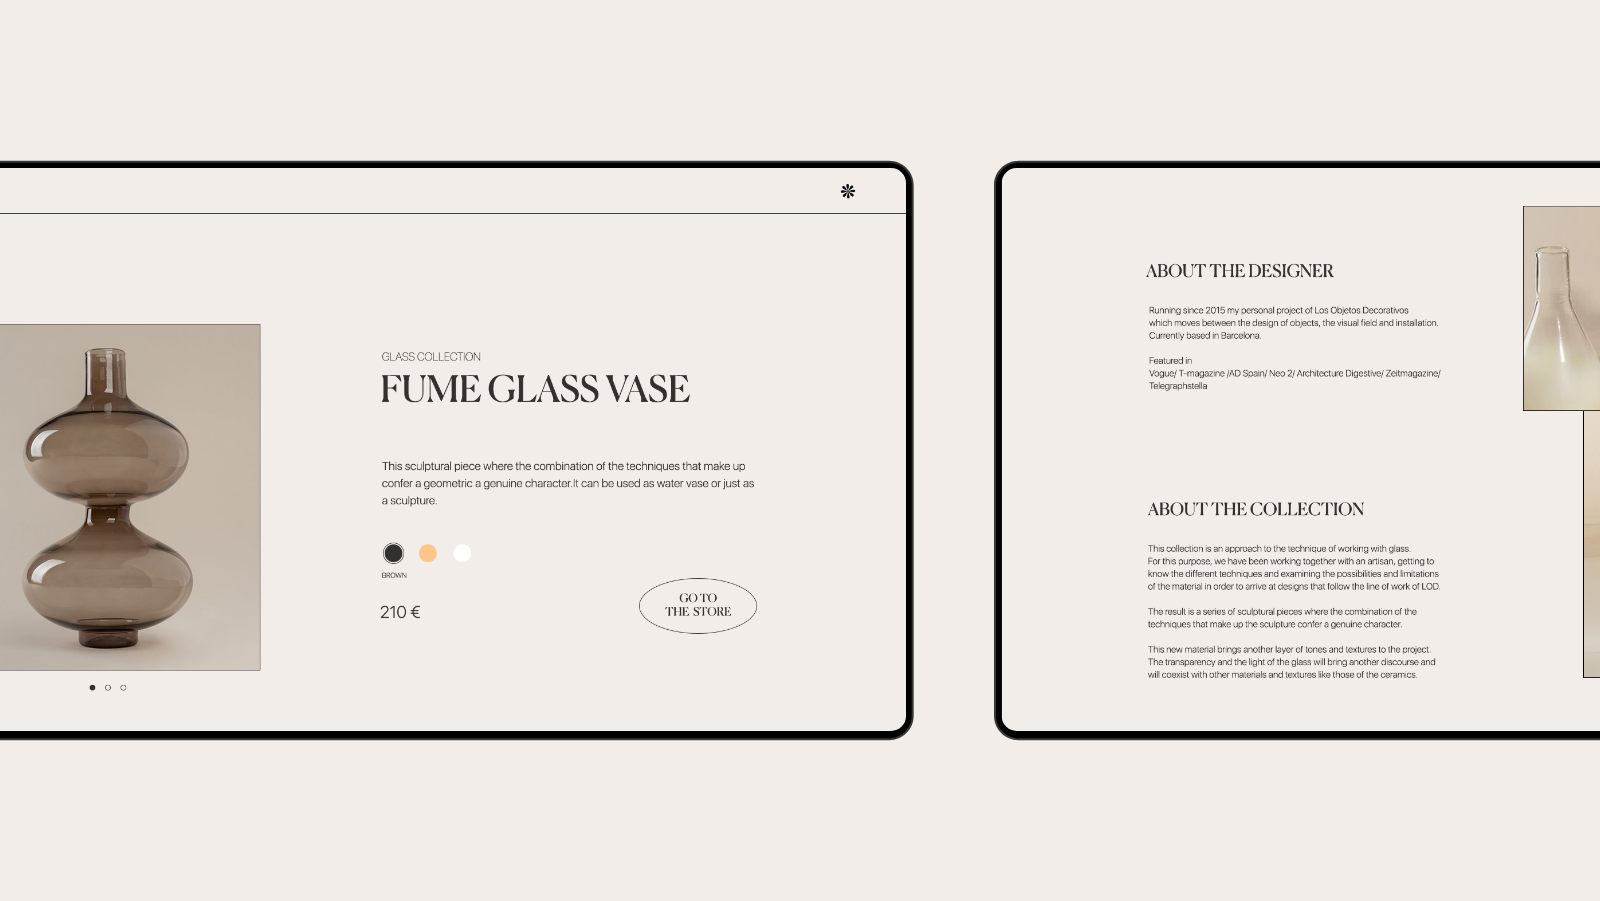 GLASS COLLECTION
FUME GLASS VASE
This sculptural piece where the combination of the techniques that make up
confer a geometric a genuine character.It can be used as water vase or just as
a sculpture.
BROWN
210 €
GO TO
THE STORE
ABOUT THE DESIGNER
Running since 2015 my personal project of Los Objetos Decorativos
which moves between the design of objects, the visual field and installation.
Currently based in Barcelona.
Featured in
Vogue/ T-magazine /AD Spain/ Neo 2/ Architecture Digestive/ Zeitmagazine/
Telegraphstella
ABOUT THE COLLECTION
This collection is an approach to the technique of working with glass.
For this purpose, we have been working together with an artisan, getting to
know the different techniques and examining the possibilities and limitations
of the material in order to arrive at designs that follow the line of work of LOD.
The result is a series of sculptural pieces where the combination of the
techniques that make up the sculpture confer a genuine character.
This new material brings another layer of tones and textures to the project.
The transparency and the light of the glass will bring another discourse and
will coexist with other materials and textures like those of the ceramics.